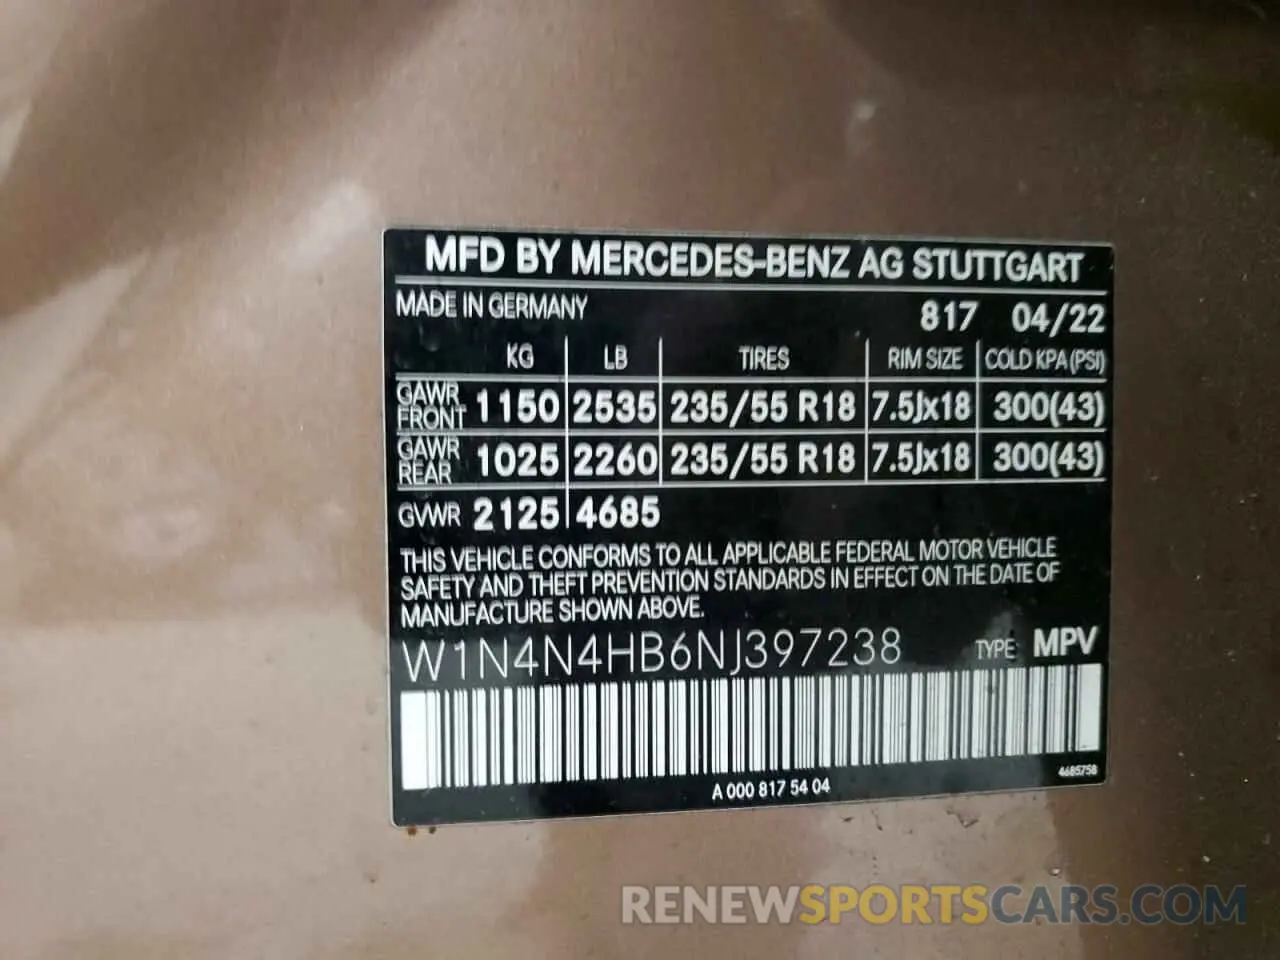 MFD BY MERCEDES-BENZ AG STUTTGART
MADE IN GERMANY 817 04/22
KG LB TIRES RIM SIZE COLD KPA (PSI)
GAWR FRONT 1150 2535 235/55 R18 7.5Jx18 300(43)
GAWR REAR 1025 2260 235/55 R18 7.5Jx18 300(43)
GVWR 2125 4685
THIS VEHICLE CONFORMS TO ALL APPLICABLE FEDERAL MOTOR VEHICLE
SAFETY AND THEFT PREVENTION STANDARDS IN EFFECT ON THE DATE OF
MANUFACTURE SHOWN ABOVE.
W1N4N4HB6NJ397238 TYPE: MPV
4685758
A 000 817 54 04
RENEWSPORTSCARS.COM